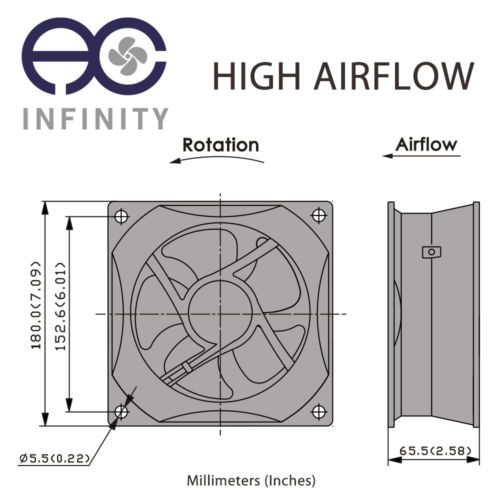 AC
INFINITY
HIGH AIRFLOW
Rotation
Airflow
180.0(7.09)
152.6(6.01)
Ø5.5(0.22)
65.5(2.58)
Millimeters (Inches)